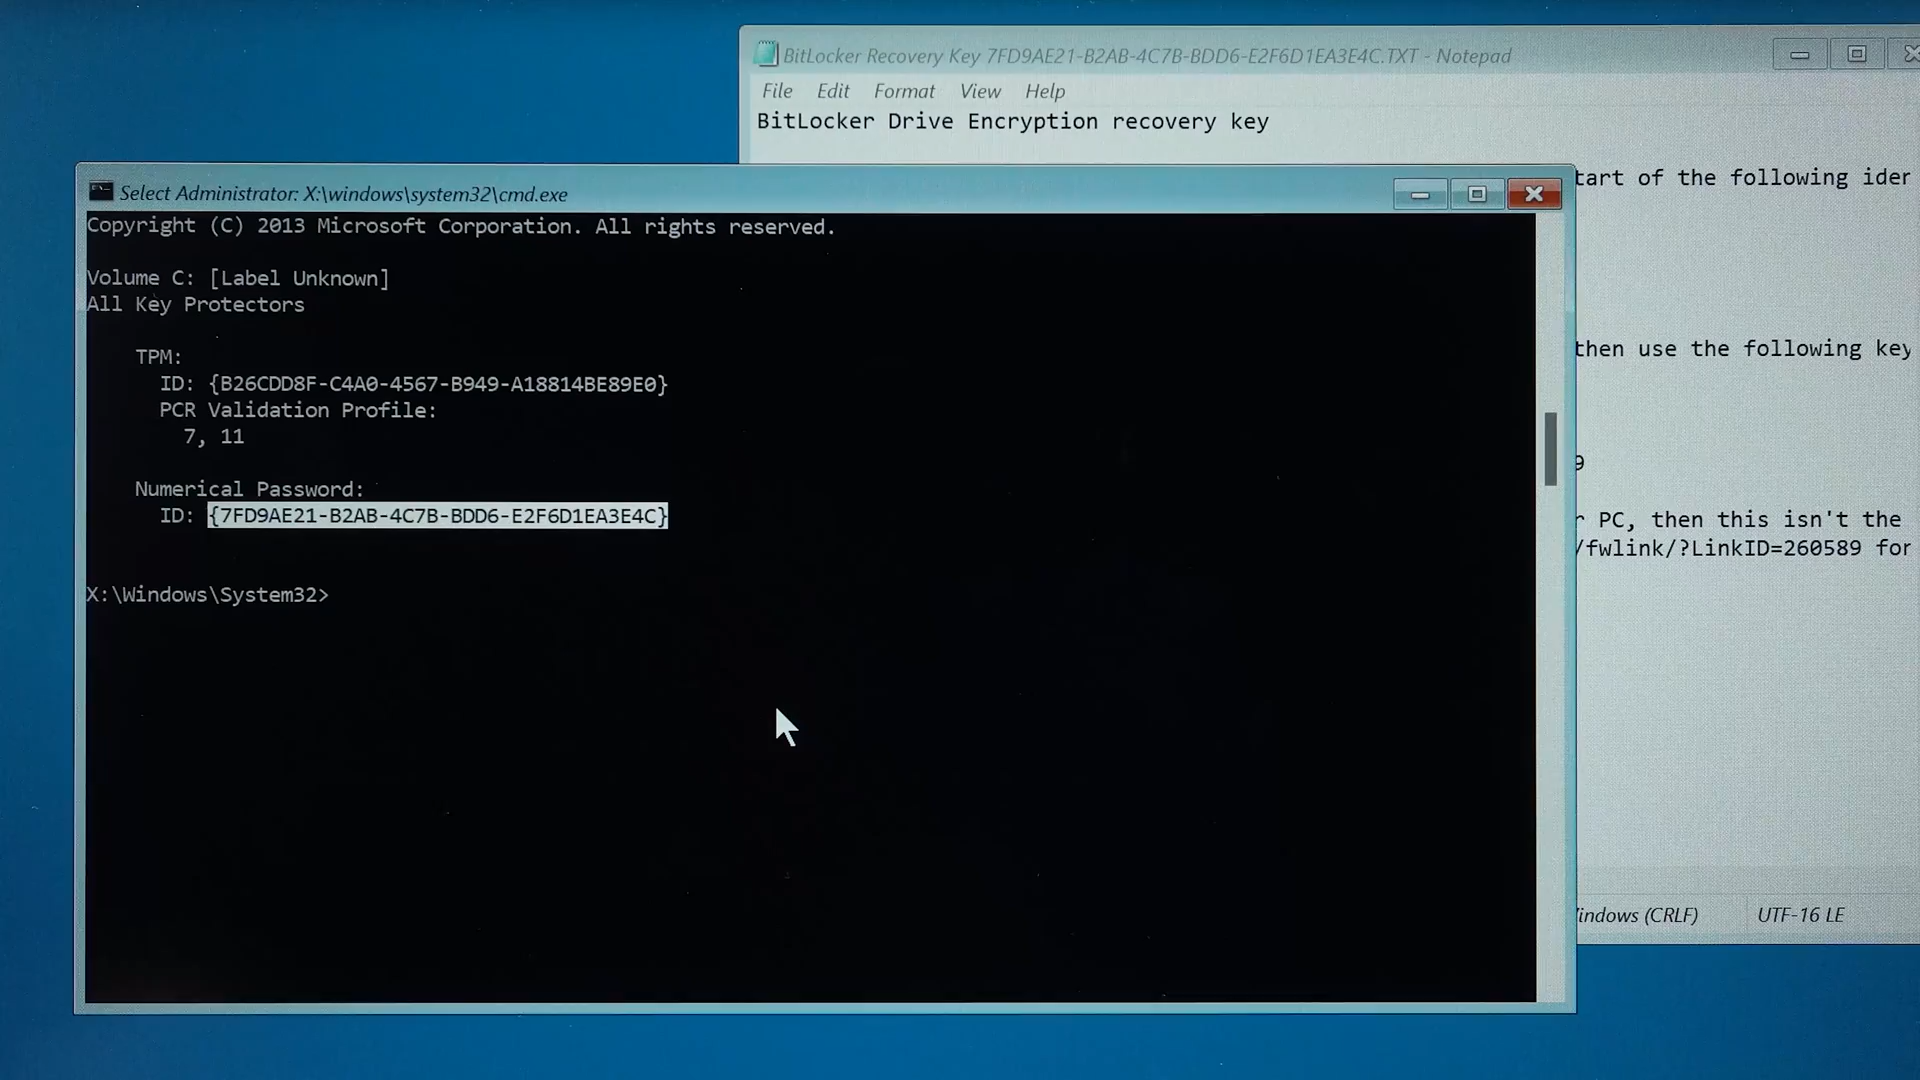 BitLocker Recovery Key 7FD9AE21-B2AB-4C7B-BDD6-E2F6D1EA3E4C.TXT - Notepad
File Edit Format View Help
BitLocker Drive Encryption recovery key
tart of the following iden
then use the following key
9
r PC, then this isn't the
/fwlink/?LinkID=260589 for
indows (CRLF) UTF-16 LE
Select Administrator: X:\windows\system32\cmd.exe
Copyright (C) 2013 Microsoft Corporation. All rights reserved.
Volume C: [Label Unknown]
All Key Protectors
TPM:
ID: {B26CDD8F-C4A0-4567-B949-A18814BE89E0}
PCR Validation Profile:
7, 11
Numerical Password:
ID: {7FD9AE21-B2AB-4C7B-BDD6-E2F6D1EA3E4C}
X:\Windows\System32>